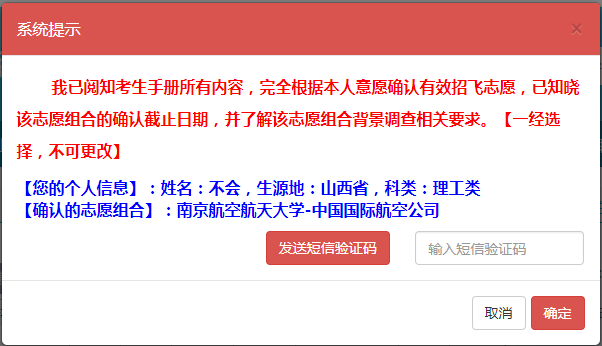 系统提示
×
我已阅知考生手册所有内容，完全根据本人意愿确认有效招飞志愿，已知晓
该志愿组合的确认截止日期，并了解该志愿组合背景调查相关要求。【一经选
择，不可更改】
【您的个人信息】：姓名：不会，生源地：山西省，科类：理工类
【确认的志愿组合】：南京航空航天大学-中国国际航空公司
发送短信验证码 输入短信验证码
取消 确定